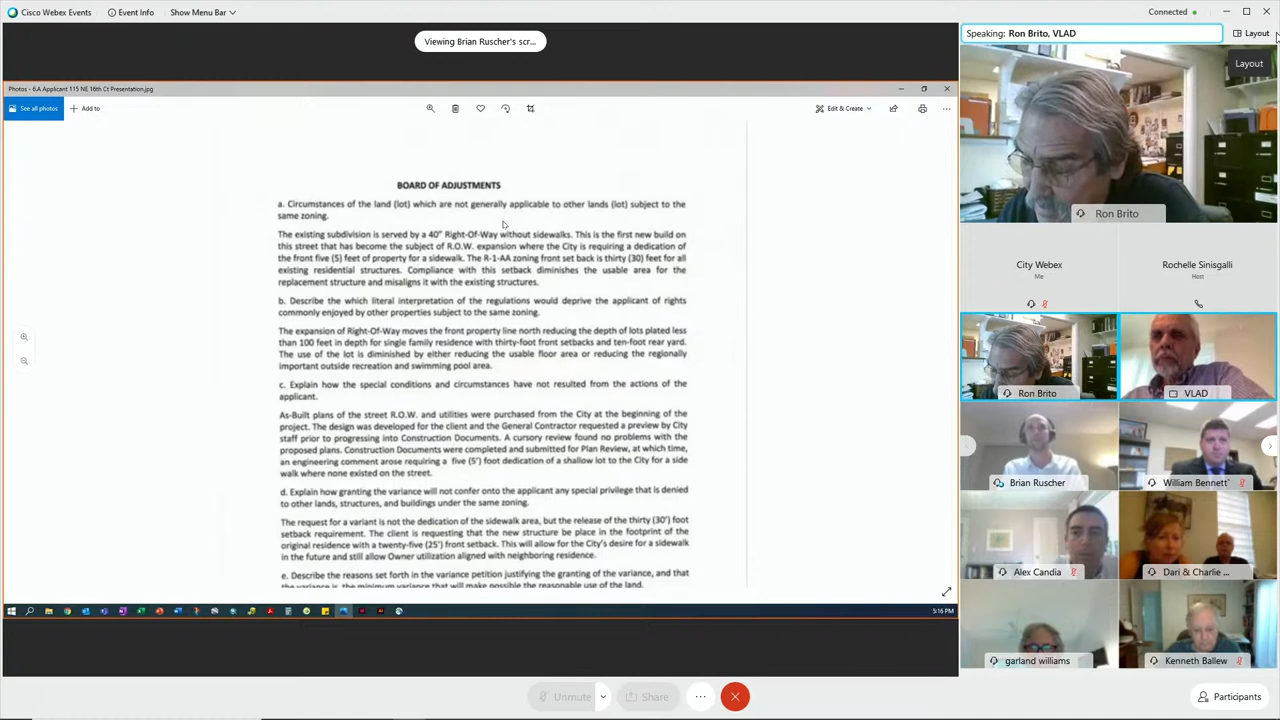 Cisco Webex Events
Event Info
Show Menu Bar
Connected
Viewing Brian Ruscher's scr...
Speaking: Ron Brito, VLAD
Layout
Layout
Photos - 6.A Applicant 115 NE 16th Ct Presentation.jpg
See all photos
Add to
Edit & Create
BOARD OF ADJUSTMENTS
a. Circumstances of the land (lot) which are not generally applicable to other lands (lot) subject to the
same zoning.
The existing subdivision is served by a 40" Right-Of-Way without sidewalks. This is the first new build on
this street that has become the subject of R.O.W. expansion where the City is requiring a dedication of
the front five (5) feet of property for a sidewalk. The R-1-AA zoning front set back is thirty (30) feet for all
existing residential structures. Compliance with this setback diminishes the usable area for the
replacement structure and misaligns it with the existing structures.
b. Describe the which literal interpretation of the regulations would deprive the applicant of rights
commonly enjoyed by other properties subject to the same zoning.
The expansion of Right-Of-Way moves the front property line north reducing the depth of lots plated less
than 100 feet in depth for single family residence with thirty-foot front setbacks and ten-foot rear yard.
The use of the lot is diminished by either reducing the usable floor area or reducing the regionally
important outside recreation and swimming pool area.
c. Explain how the special conditions and circumstances have not resulted from the actions of the
applicant.
As-Built plans of the street R.O.W. and utilities were purchased from the City at the beginning of the
project. The design was developed for the client and the General Contractor requested a preview by City
staff prior to progressing into Construction Documents. A cursory review found no problems with the
proposed plans. Construction Documents were completed and submitted for Plan Review, at which time,
an engineering comment arose requiring a five (5') foot dedication of a shallow lot to the City for a side
walk where none existed on the street.
d. Explain how granting the variance will not confer onto the applicant any special privilege that is denied
to other lands, structures, and buildings under the same zoning.
The request for a variant is not the dedication of the sidewalk area, but the release of the thirty (30') foot
setback requirement. The client is requesting that the new structure be place in the footprint of the
original residence with a twenty-five (25') front setback. This will allow for the City's desire for a sidewalk
in the future and still allow Owner utilization aligned with neighboring residence.
e. Describe the reasons set forth in the variance petition justifying the granting of the variance, and that
the variance is the minimum variance that will make possible the reasonable use of the land.
5:16 PM
Ron Brito
City Webex
Me
Rochelle Sinisgalli
Host
Ron Brito
VLAD
Brian Ruscher
William Bennett
Alex Candia
Dari & Charlie ...
garland williams
Kenneth Ballew
Unmute
Share
Participants